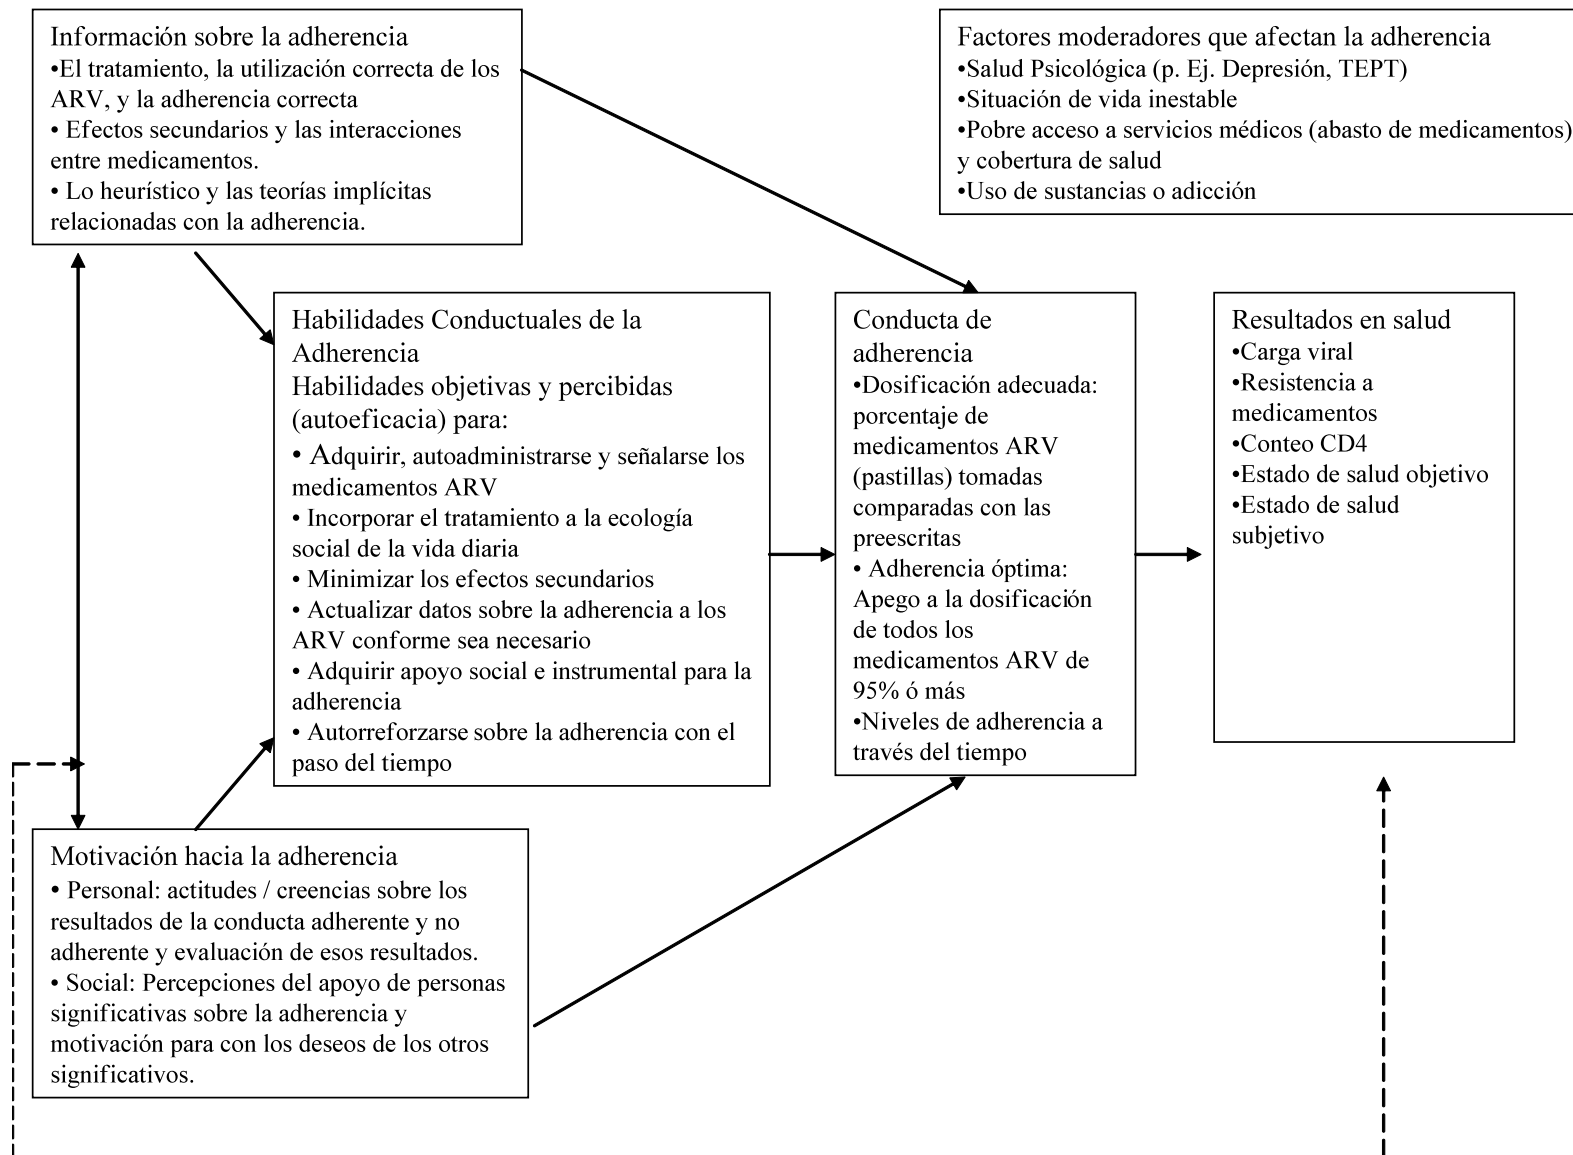 Información sobre la adherencia
•El tratamiento, la utilización correcta de los
ARV, y la adherencia correcta
• Efectos secundarios y las interacciones
entre medicamentos.
• Lo heurístico y las teorías implícitas
relacionadas con la adherencia.
Factores moderadores que afectan la adherencia
•Salud Psicológica (p. Ej. Depresión, TEPT)
•Situación de vida inestable
•Pobre acceso a servicios médicos (abasto de medicamentos)
y cobertura de salud
•Uso de sustancias o adicción
Habilidades Conductuales de la
Adherencia
Habilidades objetivas y percibidas
(autoeficacia) para:
• Adquirir, autoadministrarse y señalarse los
medicamentos ARV
• Incorporar el tratamiento a la ecología
social de la vida diaria
• Minimizar los efectos secundarios
• Actualizar datos sobre la adherencia a los
ARV conforme sea necesario
• Adquirir apoyo social e instrumental para la
adherencia
• Autorreforzarse sobre la adherencia con el
paso del tiempo
Conducta de
adherencia
•Dosificación adecuada:
porcentaje de
medicamentos ARV
(pastillas) tomadas
comparadas con las
preescritas
• Adherencia óptima:
Apego a la dosificación
de todos los
medicamentos ARV de
95% ó más
•Niveles de adherencia a
través del tiempo
Resultados en salud
•Carga viral
•Resistencia a
medicamentos
•Conteo CD4
•Estado de salud objetivo
•Estado de salud
subjetivo
Motivación hacia la adherencia
• Personal: actitudes / creencias sobre los
resultados de la conducta adherente y no
adherente y evaluación de esos resultados.
• Social: Percepciones del apoyo de personas
significativas sobre la adherencia y
motivación para con los deseos de los otros
significativos.